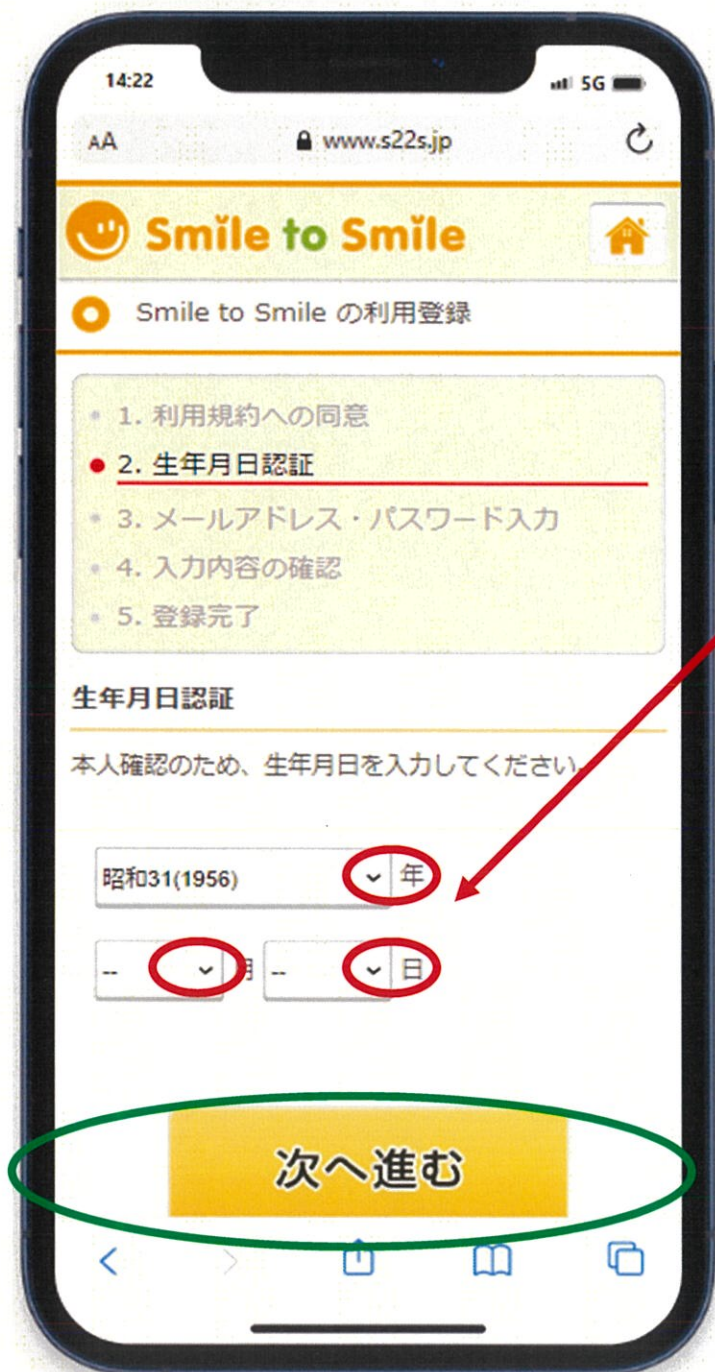 14:22
5G
AA
www.s22s.jp
Smile to Smile
Smile to Smile の利用登録
1. 利用規約への同意
2. 生年月日認証
3. メールアドレス・パスワード入力
4. 入力内容の確認
5. 登録完了
生年月日認証
本人確認のため、生年月日を入力してください。
昭和31(1956) 年
-- 月 -- 日
次へ進む